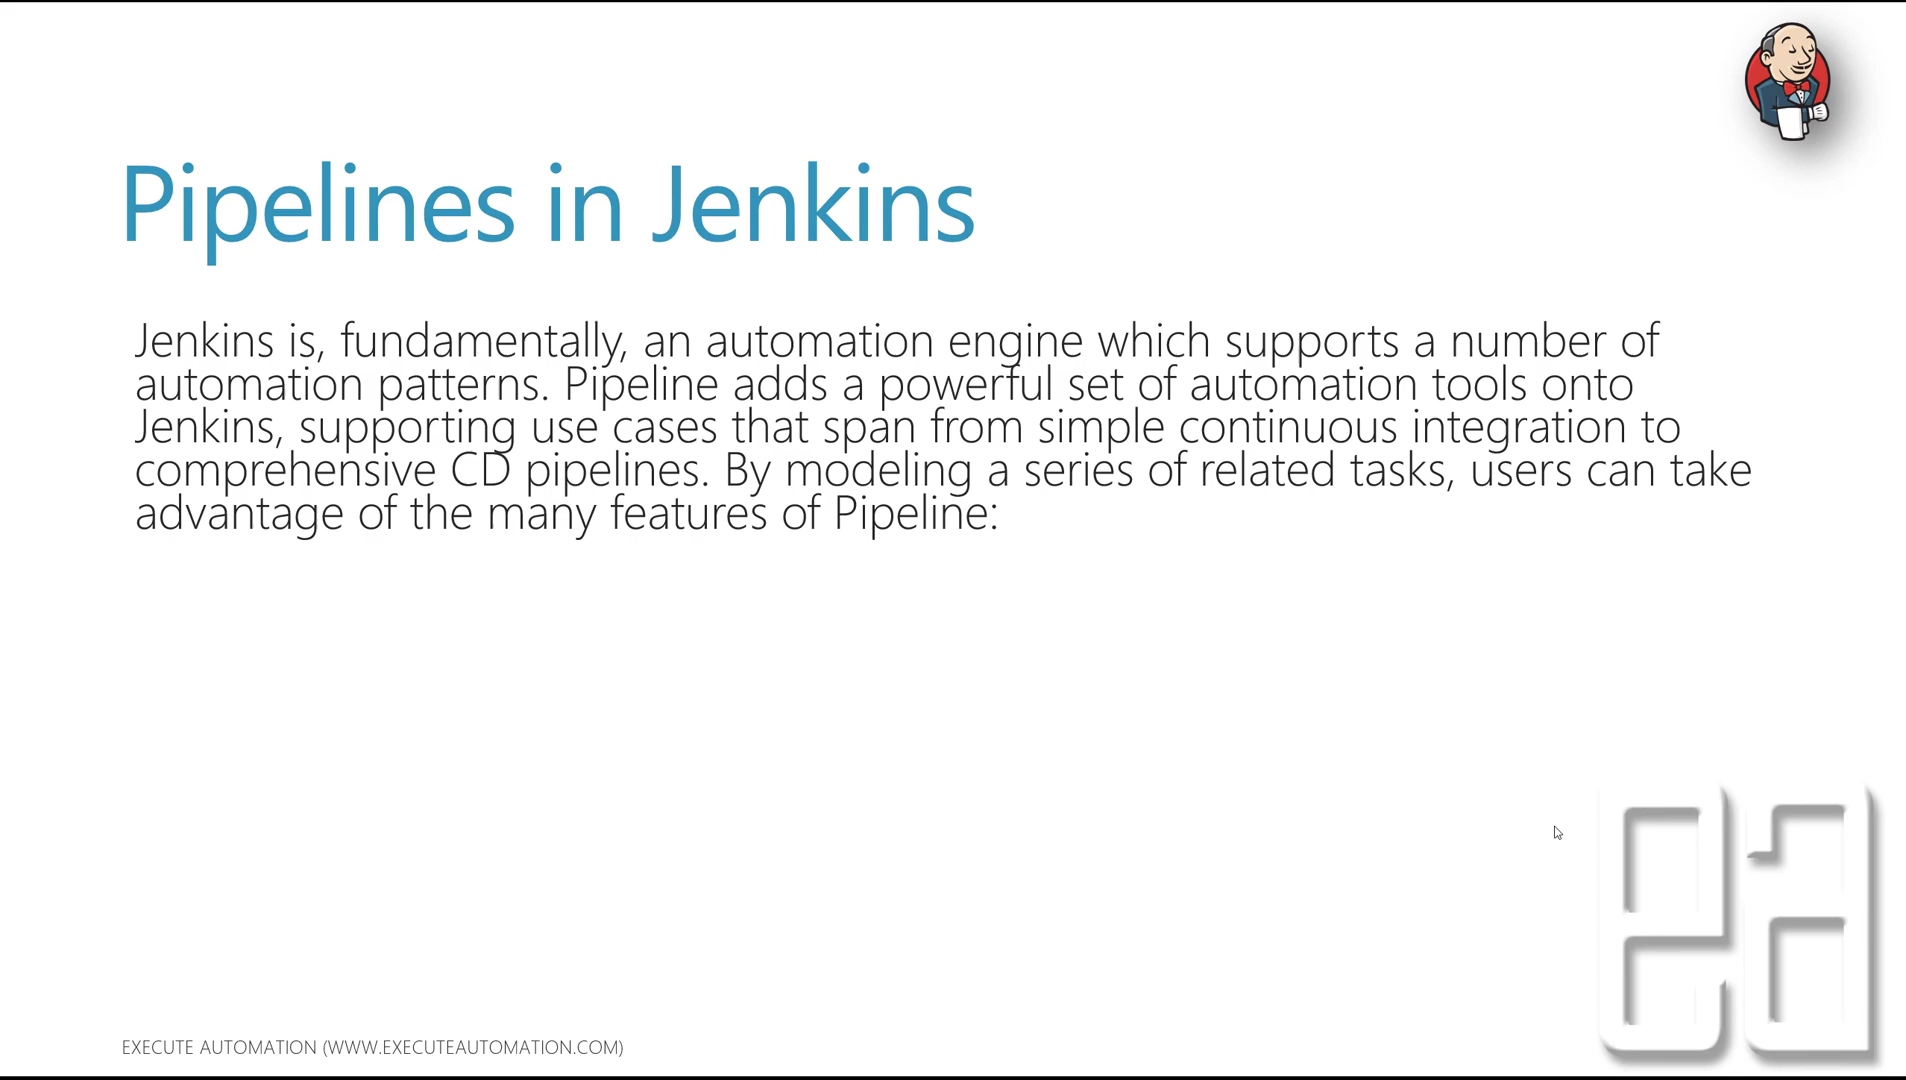 Pipelines in Jenkins
Jenkins is, fundamentally, an automation engine which supports a number of
automation patterns. Pipeline adds a powerful set of automation tools onto
Jenkins, supporting use cases that span from simple continuous integration to
comprehensive CD pipelines. By modeling a series of related tasks, users can take
advantage of the many features of Pipeline:
ea
EXECUTE AUTOMATION (WWW.EXECUTEAUTOMATION.COM)